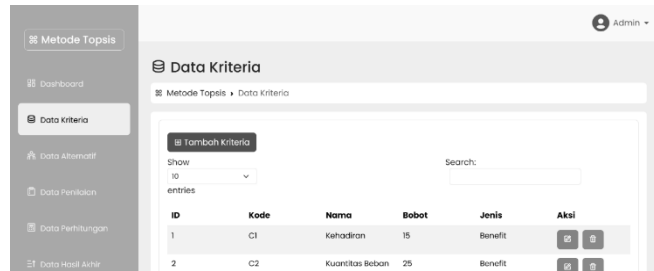 Metode Topsis
Admin
Dashboard
Data Kriteria
Data Alternatif
Data Penilaian
Data Perhitungan
Data Hasil Akhir
Data Kriteria
Metode Topsis › Data Kriteria
Tambah Kriteria
Show
10
entries
Search:
ID Kode Nama Bobot Jenis Aksi
1 C1 Kehadiran 15 Benefit
2 C2 Kuantitas Beban 25 Benefit